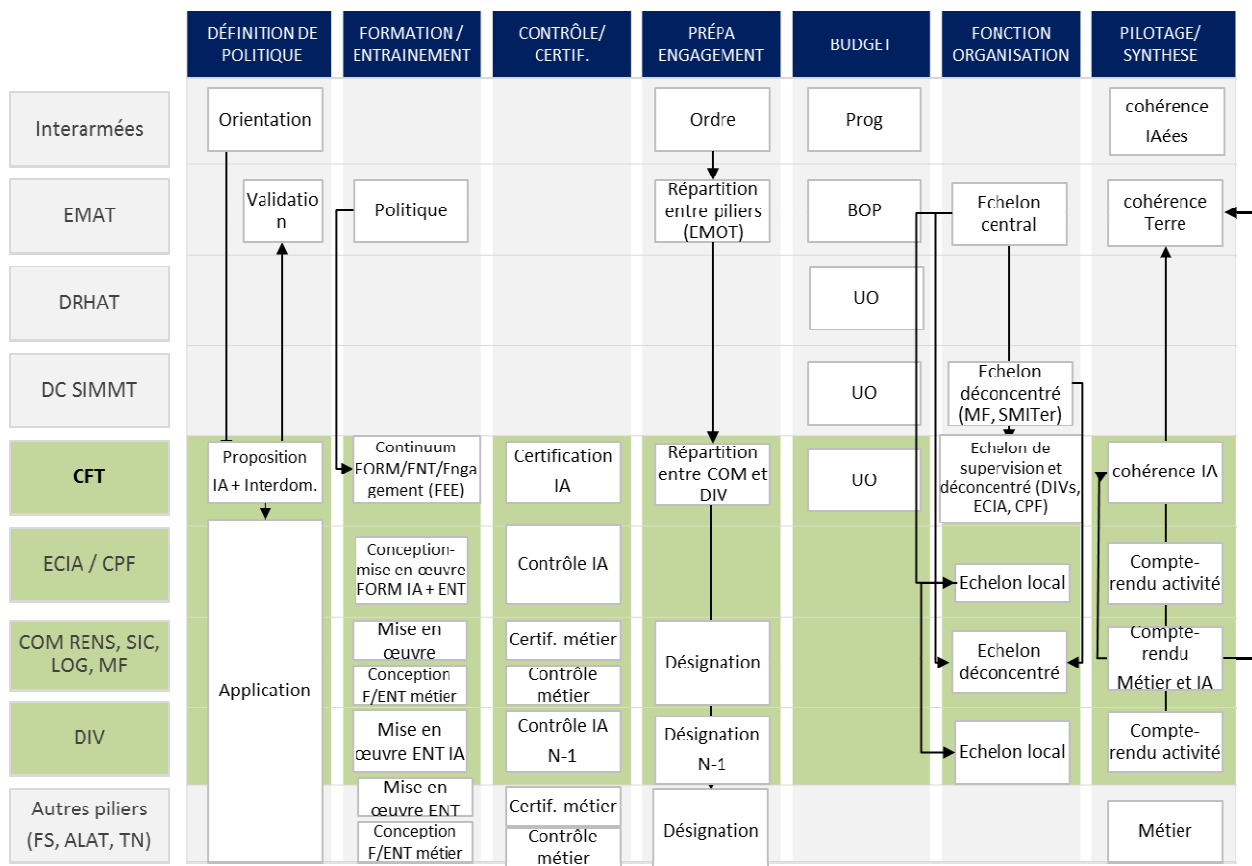 DÉFINITION DE
POLITIQUE
FORMATION /
ENTRAINEMENT
CONTRÔLE/
CERTIF.
PRÉPA
ENGAGEMENT
BUDGET
FONCTION
ORGANISATION
PILOTAGE/
SYNTHESE
Interarmées
Orientation
Ordre
Prog
cohérence
IAées
EMAT
Validatio
n
Politique
Répartition
entre piliers
(EMOT)
BOP
Echelon
central
cohérence
Terre
DRHAT
UO
DC SIMMT
UO
Echelon
déconcentré
(MF, SMITer)
CFT
Proposition
IA + Interdom.
Continuum
FORM/ENT/Enga
gement (FEE)
Certification
IA
Répartition
entre COM et
DIV
UO
Echelon de
supervision et
déconcentré (DIVs,
ECIA, CPF)
cohérence IA
ECIA / CPF
Application
Conception-
mise en œuvre
FORM IA + ENT
Contrôle IA
Echelon local
Compte-
rendu activité
COM RENS, SIC,
LOG, MF
Mise en
œuvre
Conception
F/ENT métier
Certif. métier
Contrôle
métier
Désignation
Echelon
déconcentré
Compte-
rendu
Métier et IA
DIV
Mise en
œuvre ENT IA
Contrôle IA
N-1
Désignation
N-1
Echelon local
Compte-
rendu activité
Autres piliers
(FS, ALAT, TN)
Mise en
œuvre ENT
Conception
F/ENT métier
Certif. métier
Contrôle
métier
Désignation
Métier